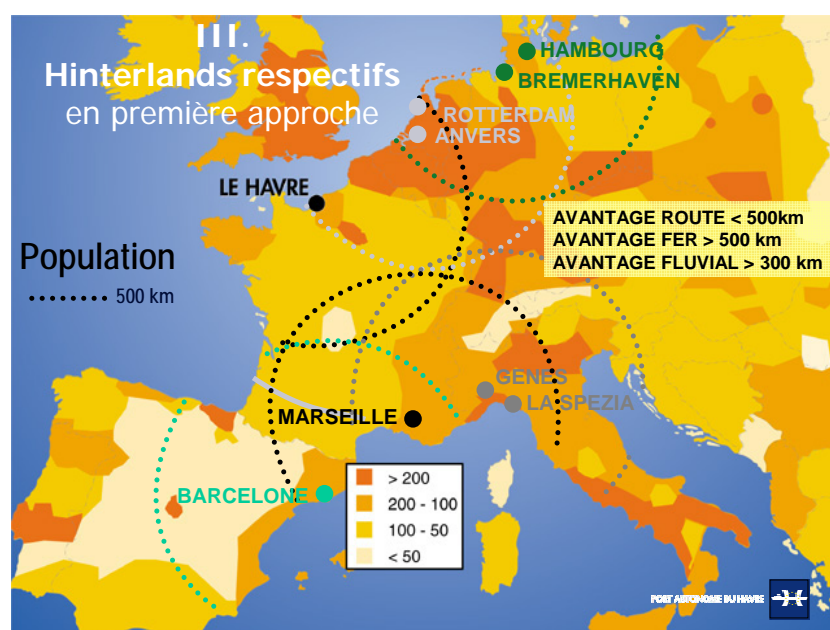 III.
Hinterlands respectifs
en première approche
HAMBOURG
BREMERHAVEN
ROTTERDAM
ANVERS
LE HAVRE
AVANTAGE ROUTE < 500km
AVANTAGE FER > 500 km
AVANTAGE FLUVIAL > 300 km
Population
500 km
GÈNES
LA SPEZIA
MARSEILLE
BARCELONE
> 200
200 - 100
100 - 50
< 50
PORT AUTONOME DU HAVRE